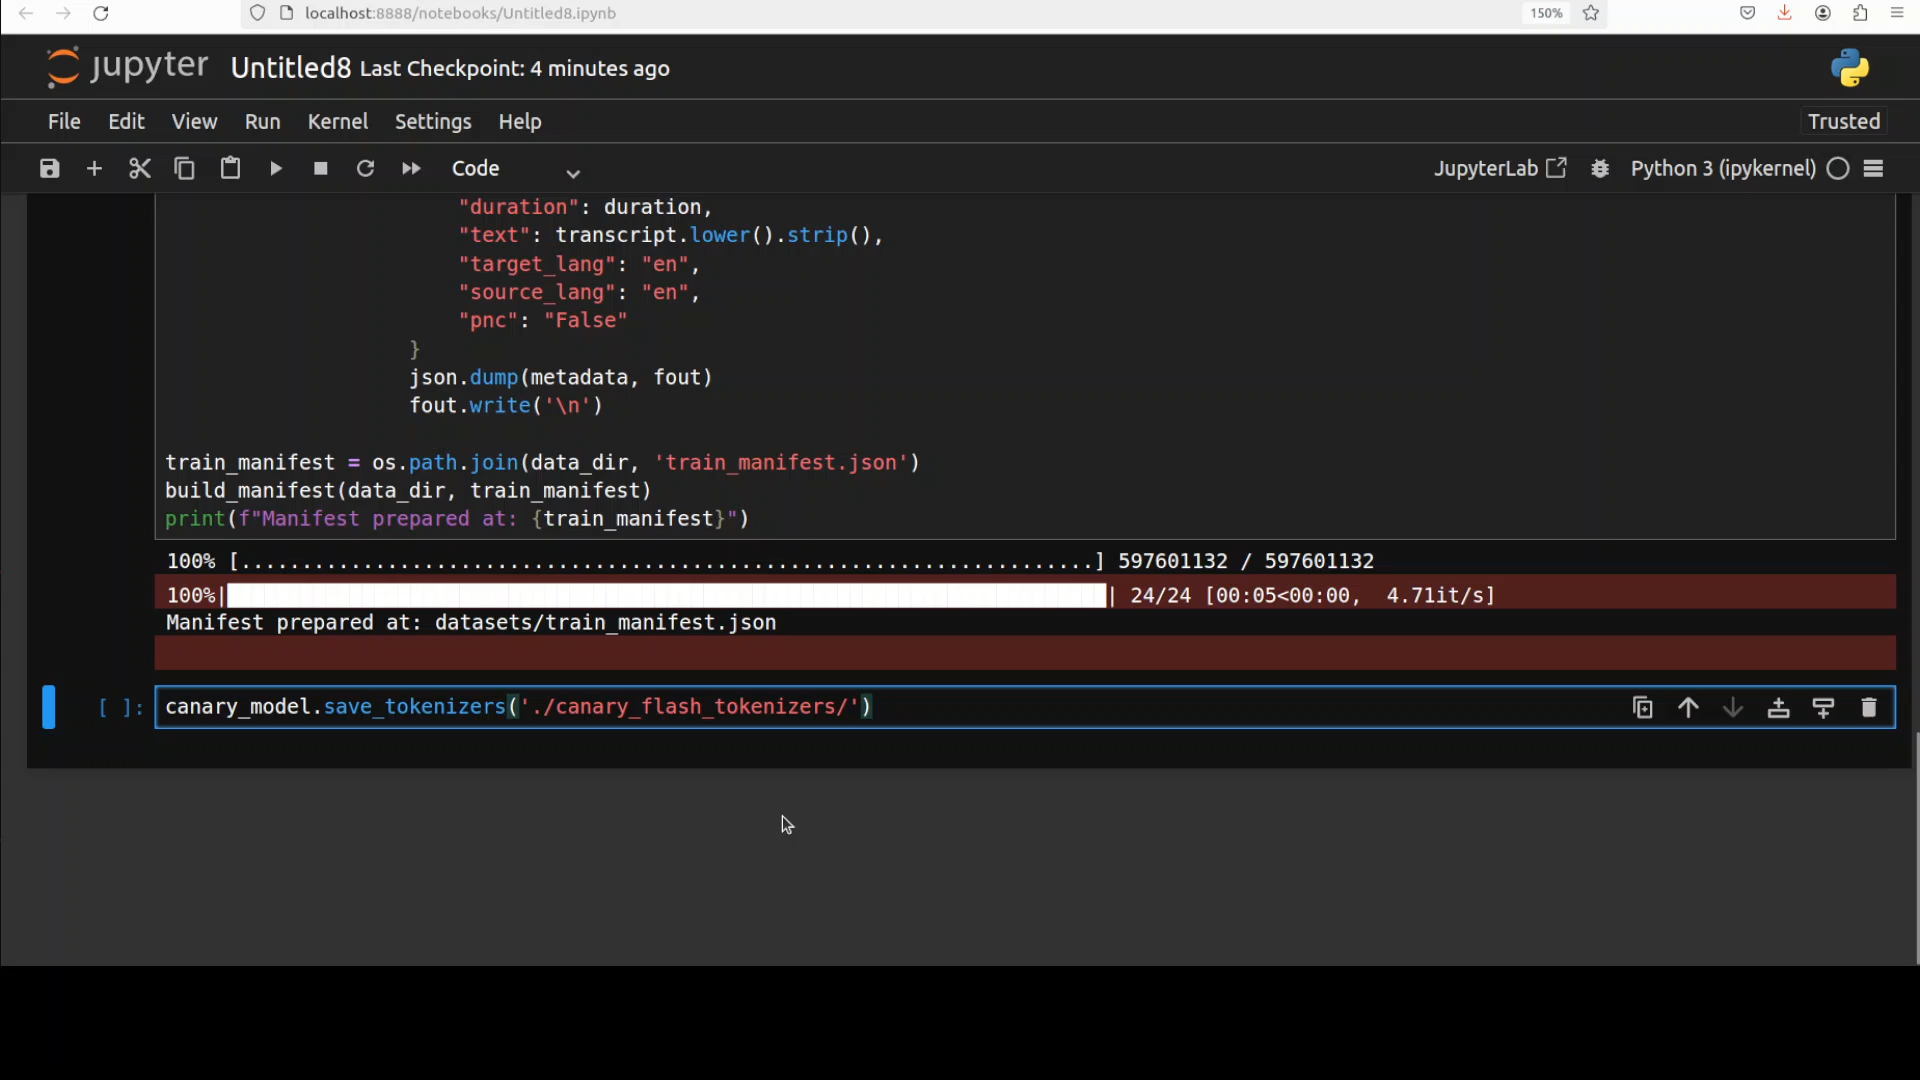 localhost:8888/notebooks/Untitled8.ipynb
150%
jupyter Untitled8 Last Checkpoint: 4 minutes ago
File Edit View Run Kernel Settings Help
Trusted
Code
JupyterLab
Python 3 (ipykernel)
"duration": duration,
"text": transcript.lower().strip(),
"target_lang": "en",
"source_lang": "en",
"pnc": "False"
}
json.dump(metadata, fout)
fout.write('\n')
train_manifest = os.path.join(data_dir, 'train_manifest.json')
build_manifest(data_dir, train_manifest)
print(f"Manifest prepared at: {train_manifest}")
100% [......................................................................] 597601132 / 597601132
100%| | 24/24 [00:05<00:00, 4.71it/s]
Manifest prepared at: datasets/train_manifest.json
[ ]: canary_model.save_tokenizers('./canary_flash_tokenizers/')